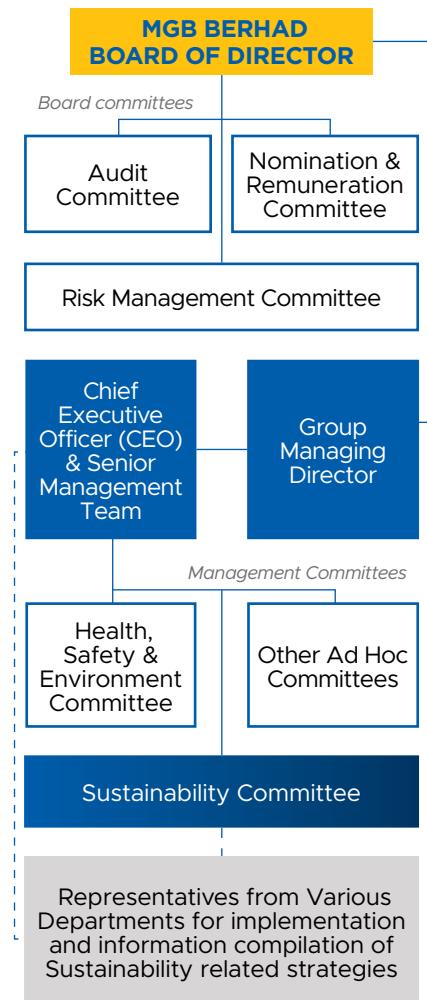 MGB BERHAD
BOARD OF DIRECTOR
Board committees
Audit
Committee
Nomination &
Remuneration
Committee
Risk Management Committee
Chief
Executive
Officer (CEO)
& Senior
Management
Team
Group
Managing
Director
Management Committees
Health,
Safety &
Environment
Committee
Other Ad Hoc
Committees
Sustainability Committee
Representatives from Various
Departments for implementation
and information compilation of
Sustainability related strategies